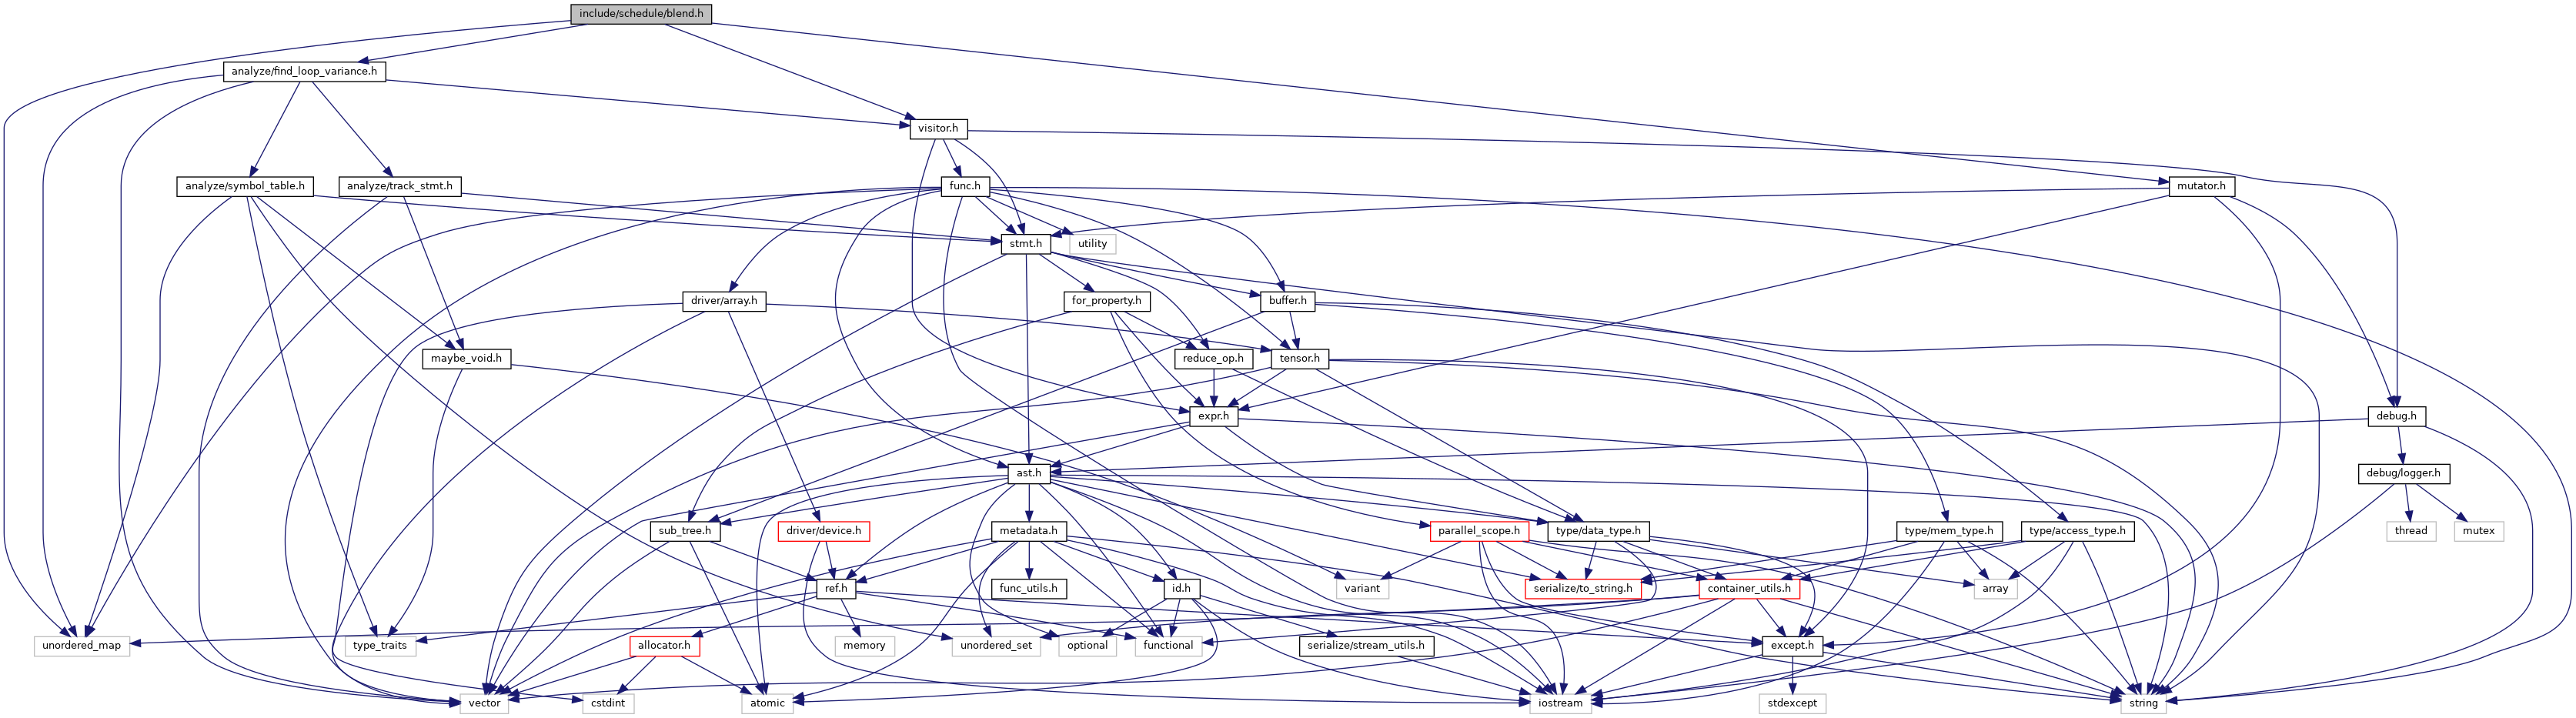 include/schedule/blend.h
analyze/find_loop_variance.h
visitor.h
analyze/symbol_table.h
analyze/track_stmt.h
func.h
mutator.h
stmt.h
utility
driver/array.h
for_property.h
buffer.h
maybe_void.h
reduce_op.h
tensor.h
expr.h
debug.h
ast.h
debug/logger.h
sub_tree.h
driver/device.h
metadata.h
parallel_scope.h
type/data_type.h
type/mem_type.h
type/access_type.h
thread
mutex
ref.h
func_utils.h
id.h
variant
serialize/to_string.h
container_utils.h
array
unordered_map
type_traits
allocator.h
memory
unordered_set
optional
functional
serialize/stream_utils.h
except.h
vector
cstdint
atomic
iostream
stdexcept
string